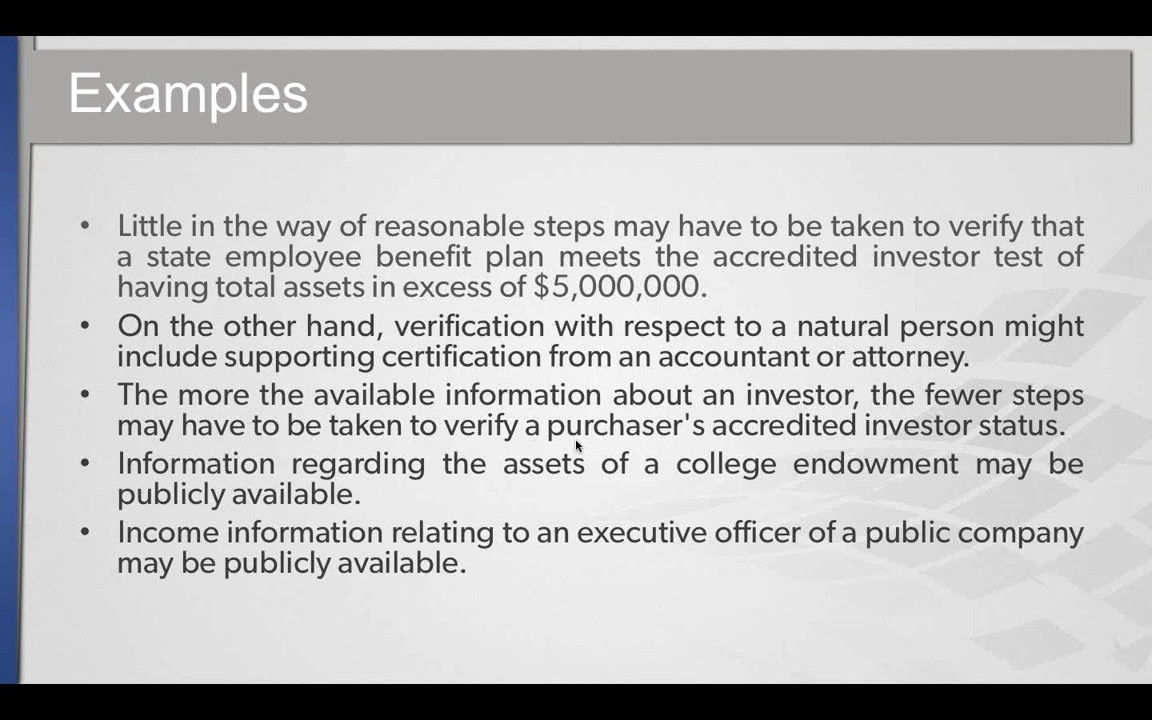 Examples
• Little in the way of reasonable steps may have to be taken to verify that
a state employee benefit plan meets the accredited investor test of
having total assets in excess of $5,000,000.
• On the other hand, verification with respect to a natural person might
include supporting certification from an accountant or attorney.
• The more the available information about an investor, the fewer steps
may have to be taken to verify a purchaser's accredited investor status.
• Information regarding the assets of a college endowment may be
publicly available.
• Income information relating to an executive officer of a public company
may be publicly available.